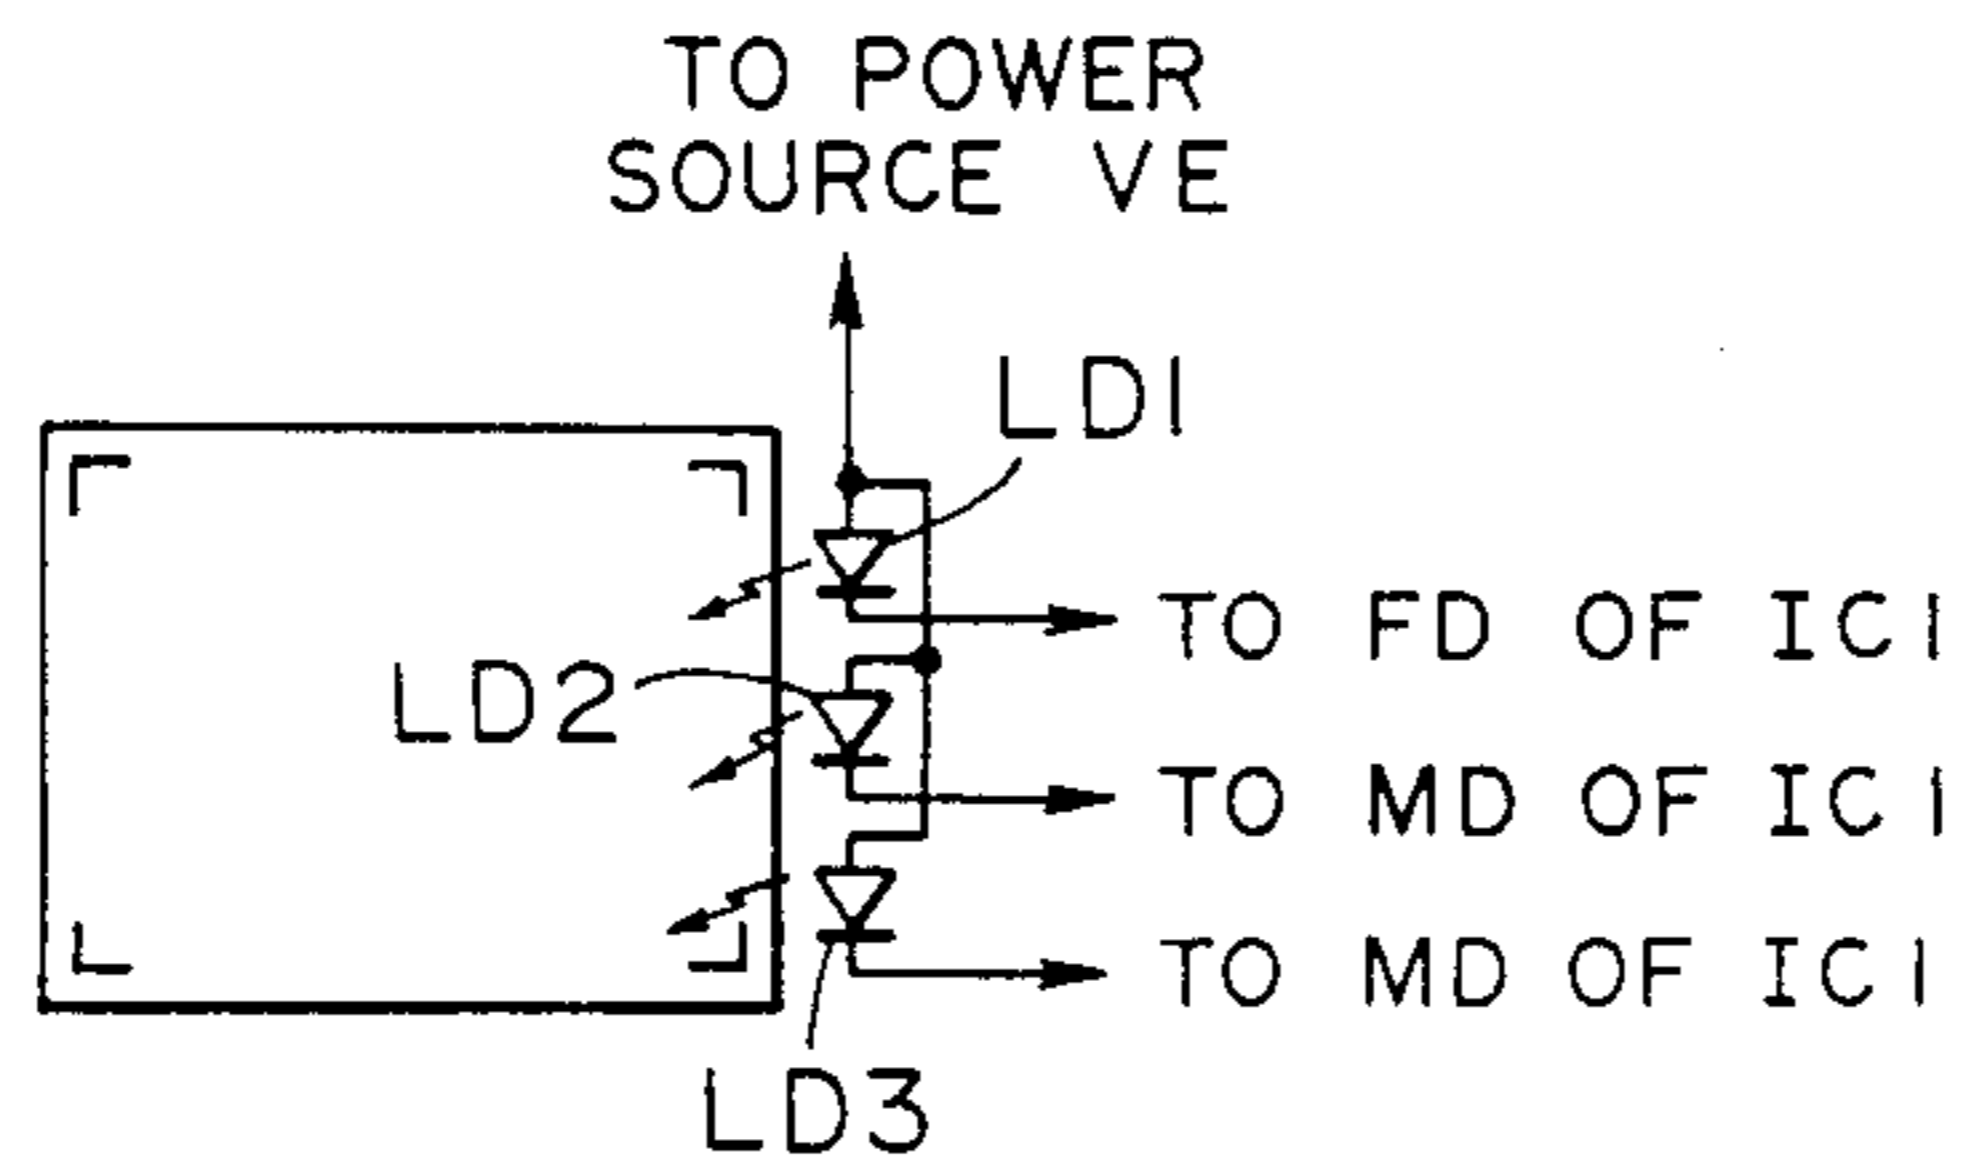 TO POWER
SOURCE VE
LD1
TO FD OF IC1
LD2
TO MD OF IC1
TO MD OF IC1
LD3